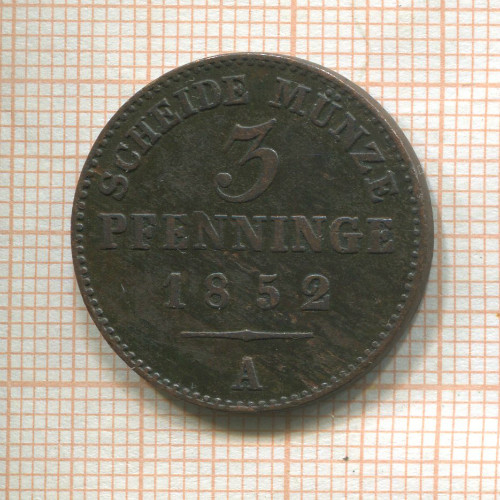 SCHEIDE MÜNZE
3
PFENNINGE
1852
A